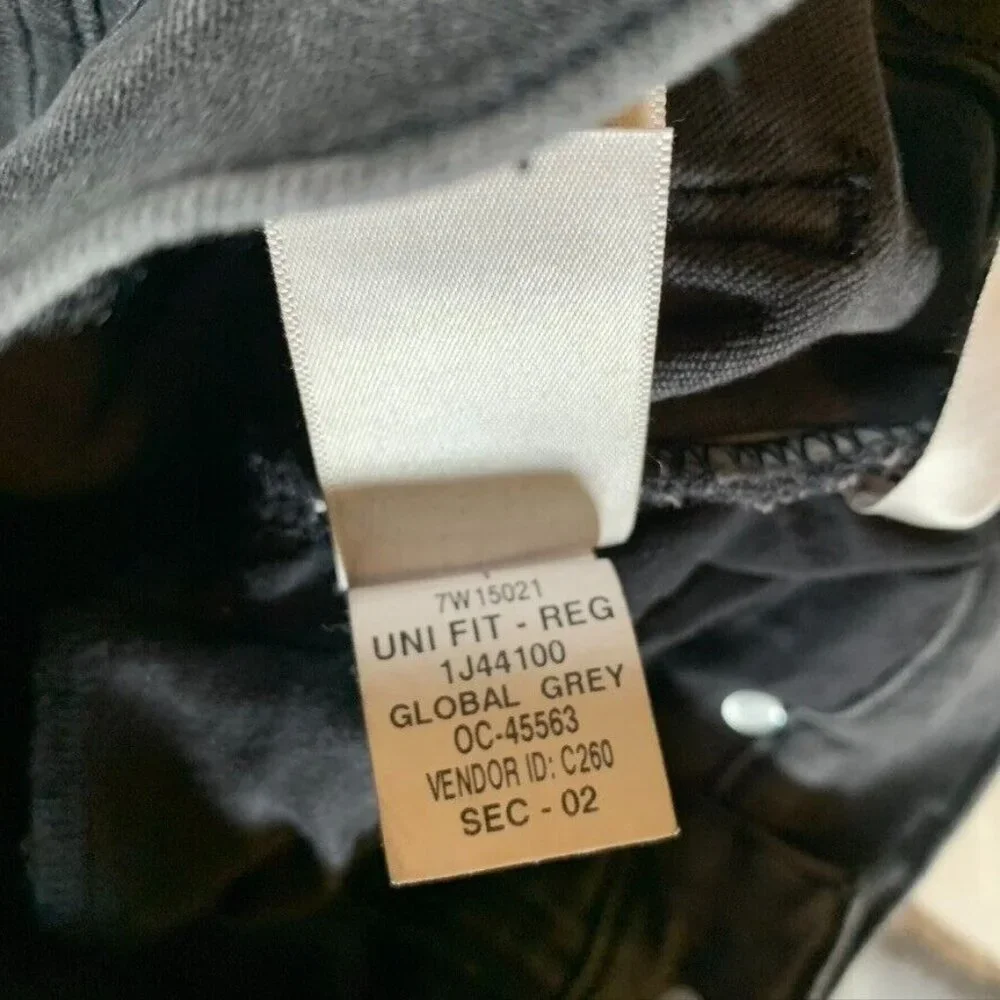 7W15021
UNI FIT - REG
1J44100
GLOBAL GREY
OC-45563
VENDOR ID: C260
SEC - 02